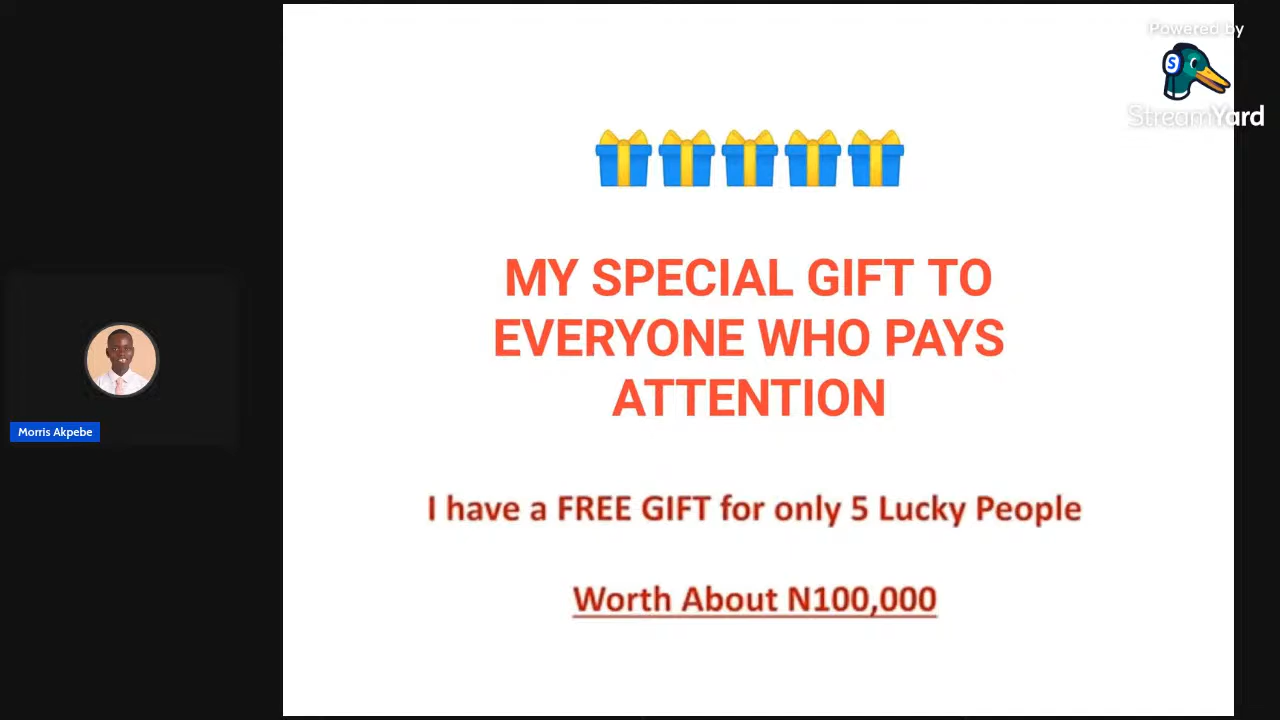 Powered by
StreamYard
MY SPECIAL GIFT TO
EVERYONE WHO PAYS
ATTENTION
I have a FREE GIFT for only 5 Lucky People
Worth About N100,000
Morris Akpebe
S